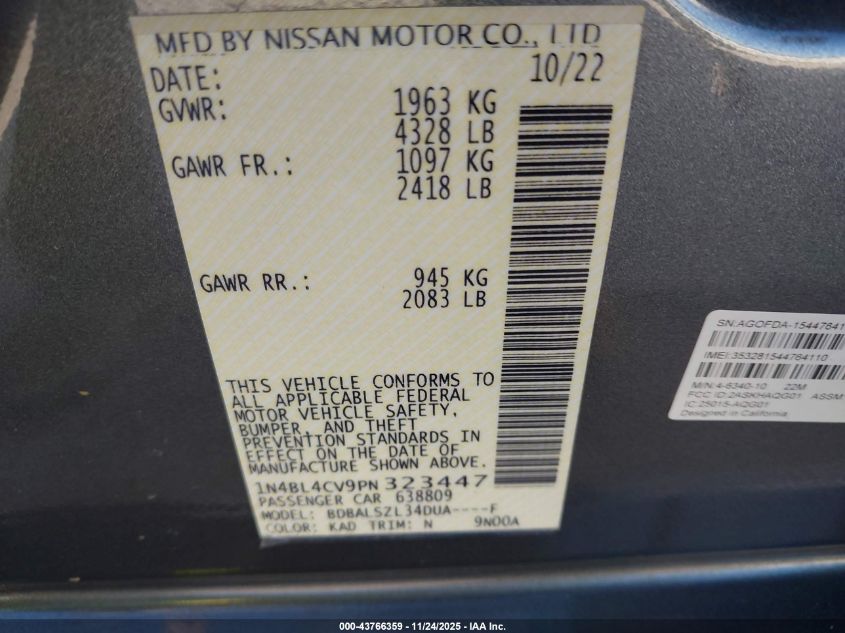 MFD BY NISSAN MOTOR CO., LTD
DATE: 10/22
GVWR: 1963 KG
4328 LB
GAWR FR.: 1097 KG
2418 LB
GAWR RR.: 945 KG
2083 LB
THIS VEHICLE CONFORMS TO
ALL APPLICABLE FEDERAL
MOTOR VEHICLE SAFETY,
BUMPER, AND THEFT
PREVENTION STANDARDS IN
EFFECT ON THE DATE OF
MANUFACTURE SHOWN ABOVE.
1N4BL4CV9PN323447
PASSENGER CAR 638809
MODEL: BDBALSZL34DUA----F
COLOR: KAD TRIM: N 9N00A
SN:AGOFDA-15447841
IMEI:353281544784110
M/N:4-6340-10 22M
FCC ID:2ASKHAQG01 ASSM
IC:25015-AQG01
Designed in California
000-43766359 - 11/24/2025 - IAA Inc.